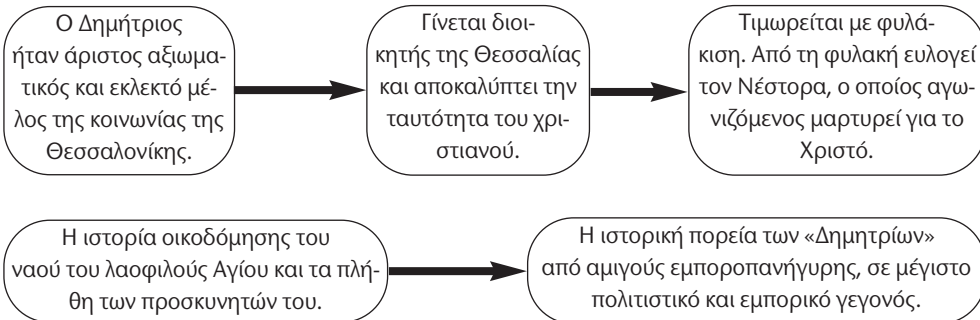 Ο Δημήτριος
ήταν άριστος αξιωμα-
τικός και εκλεκτό μέ-
λος της κοινωνίας της
Θεσσαλονίκης.
Γίνεται διοι-
κητής της Θεσσαλίας
και αποκαλύπτει την
ταυτότητα του χρι-
στιανού.
Τιμωρείται με φυλά-
κιση. Από τη φυλακή ευλογεί
τον Νέστορα, ο οποίος αγω-
νιζόμενος μαρτυρεί για το
Χριστό.
Η ιστορία οικοδόμησης του
ναού του λαοφιλούς Αγίου και τα πλή-
θη των προσκυνητών του.
Η ιστορική πορεία των «Δημητρίων»
από αμιγούς εμποροπανήγυρης, σε μέγιστο
πολιτιστικό και εμπορικό γεγονός.